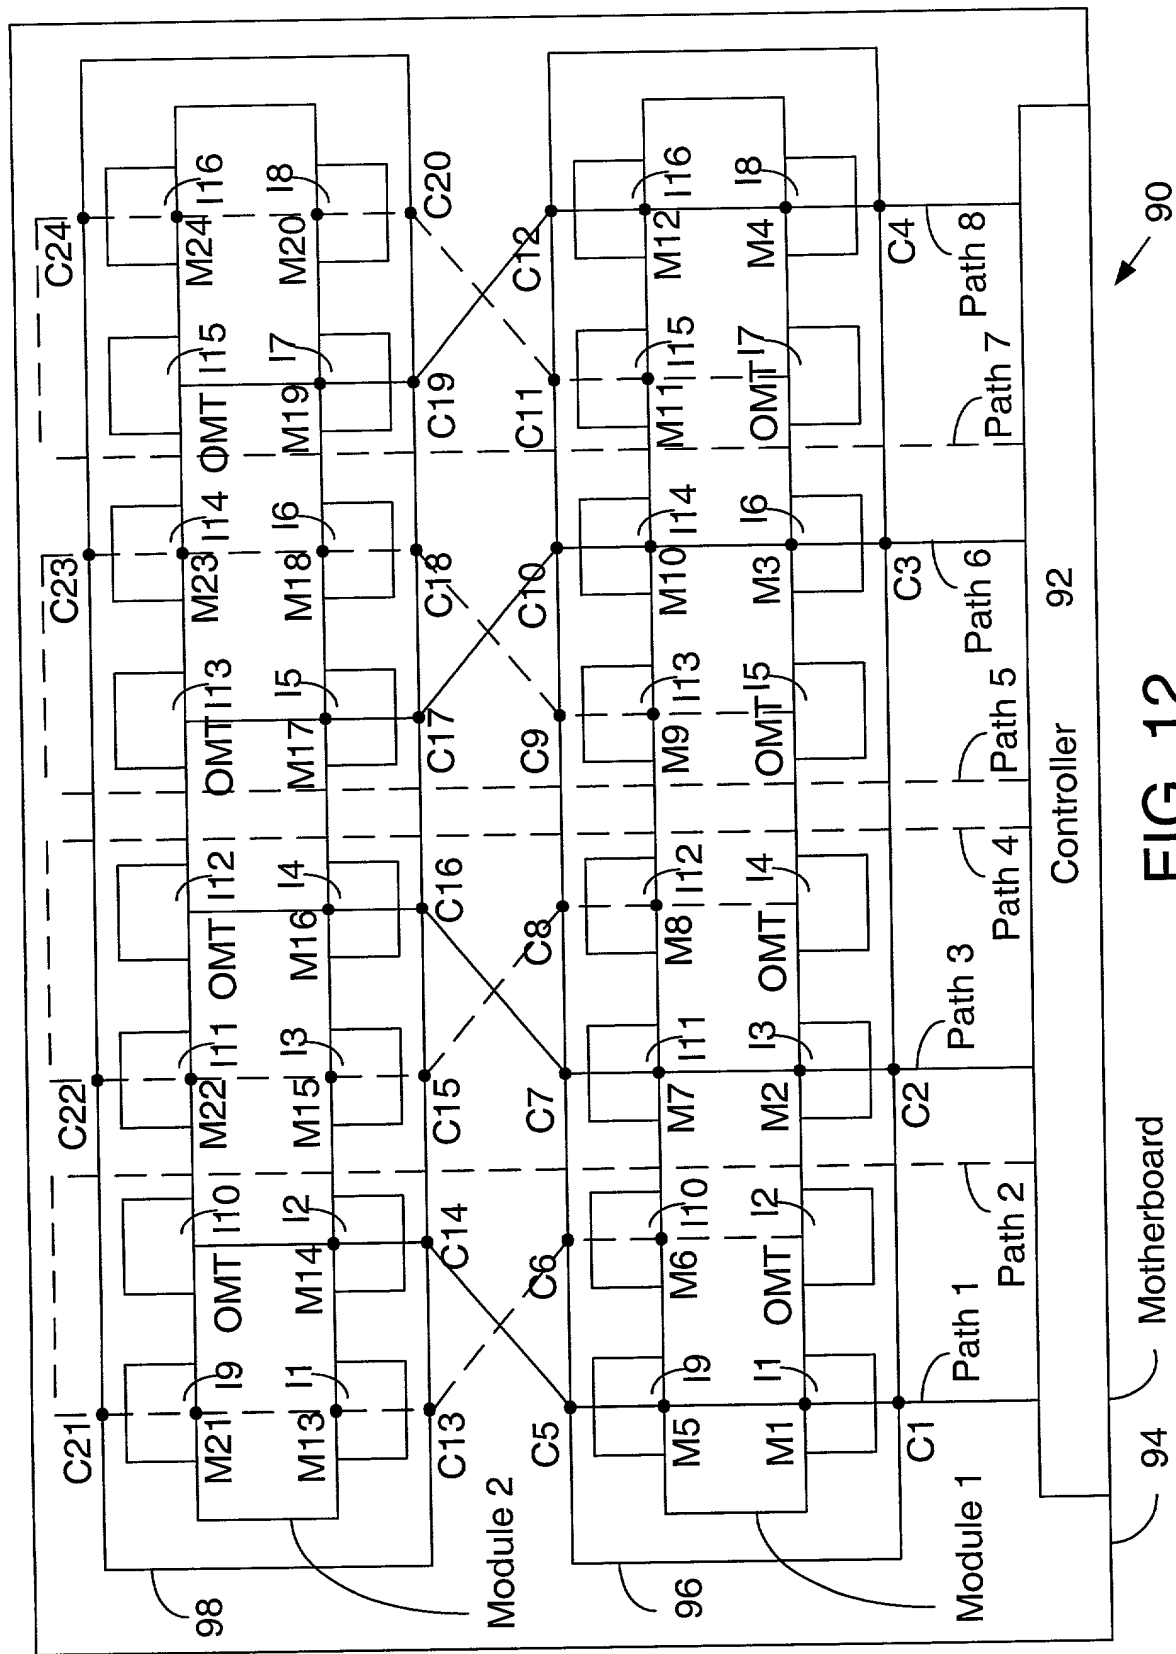 C21
C22
C23
C24
98
M21
I9
OMT
I10
M22
I11
OMT
I12
OMT
I13
M23
I14
OMT
I15
M24
I16
M13
I1
M14
I2
M15
I3
M16
I4
M17
I5
M18
I6
M19
I7
M20
I8
Module 2
C13
C14
C15
C16
C17
C18
C19
C20
96
C5
C6
C7
C8
C9
C10
C11
C12
M5
I9
M6
I10
M7
I11
M8
I12
M9
I13
M10
I14
M11
I15
M12
I16
M1
I1
OMT
I2
M2
I3
OMT
I4
OMT
I5
M3
I6
OMT
I7
M4
I8
Module 1
C1
C2
C3
C4
Path 1
Path 2
Path 3
Path 4
Path 5
Path 6
Path 7
Path 8
Controller
92
94
Motherboard
90
FIG. 12